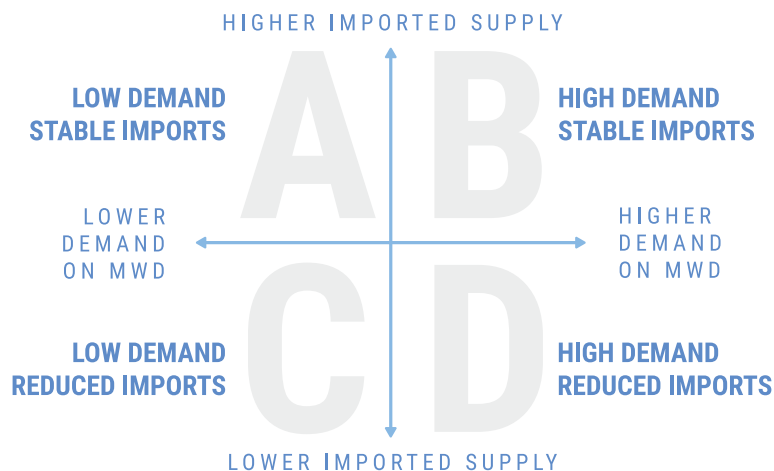 HIGHER IMPORTED SUPPLY
A
B
LOW DEMAND
STABLE IMPORTS
HIGH DEMAND
STABLE IMPORTS
LOWER
DEMAND
ON MWD
HIGHER
DEMAND
ON MWD
C
D
LOW DEMAND
REDUCED IMPORTS
HIGH DEMAND
REDUCED IMPORTS
LOWER IMPORTED SUPPLY